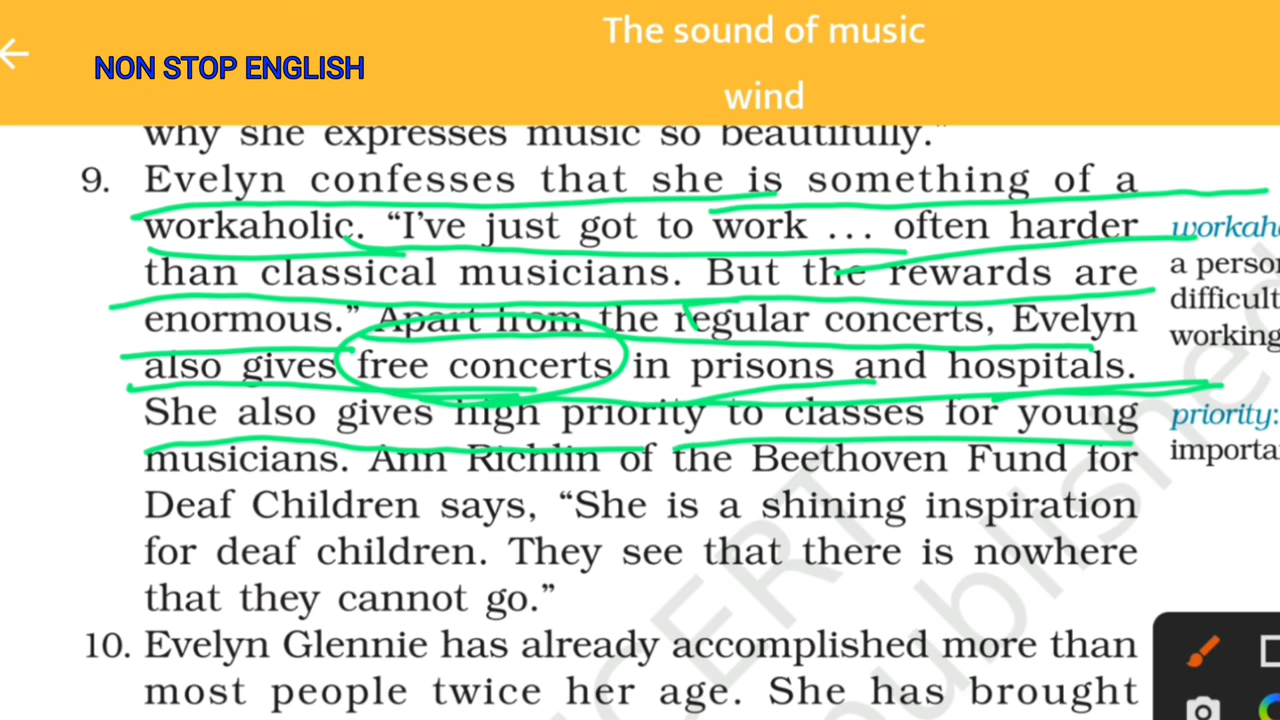 The sound of music
NON STOP ENGLISH
wind
why she expresses music so beautifully."
9. Evelyn confesses that she is something of a
workaholic. “I’ve just got to work ... often harder
than classical musicians. But the rewards are
enormous.” Apart from the regular concerts, Evelyn
also gives free concerts in prisons and hospitals.
She also gives high priority to classes for young
musicians. Ann Richlin of the Beethoven Fund for
Deaf Children says, “She is a shining inspiration
for deaf children. They see that there is nowhere
that they cannot go.”
10. Evelyn Glennie has already accomplished more than
most people twice her age. She has brought
workah
a person
difficult
working
priority:
importa